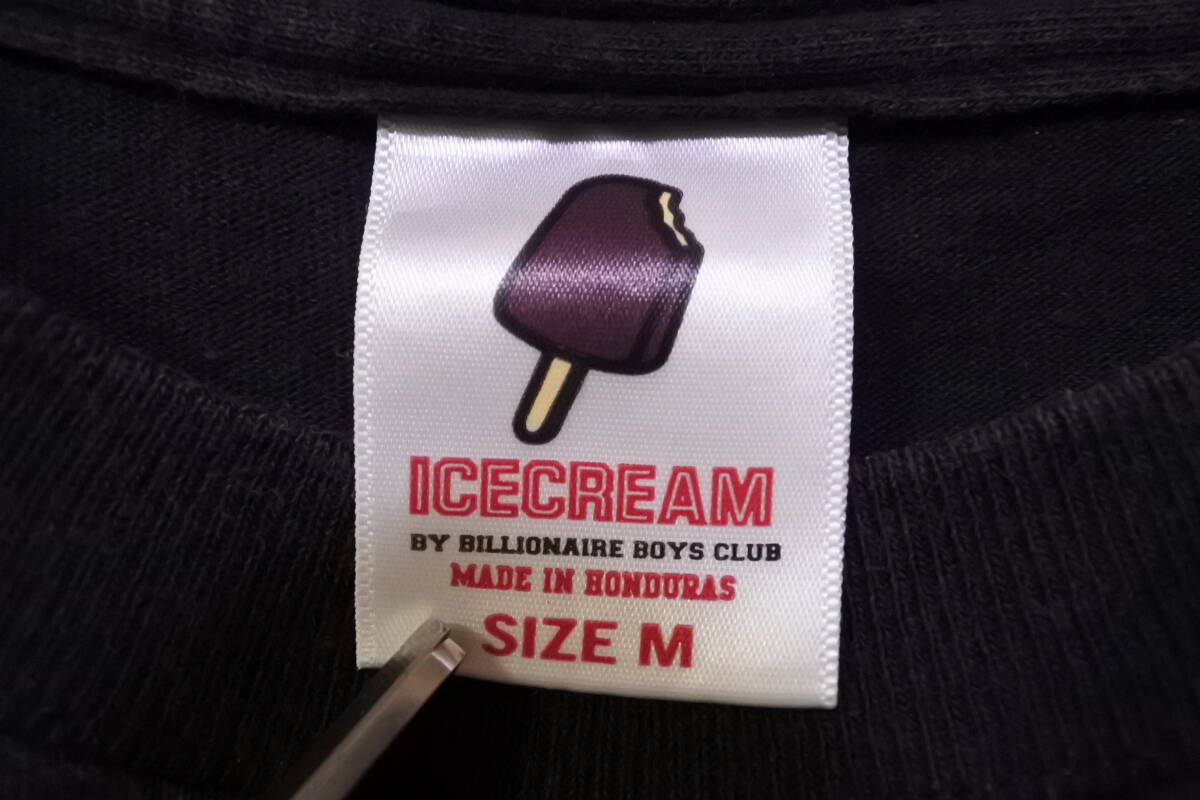 ICECREAM
BY BILLIONAIRE BOYS CLUB
MADE IN HONDURAS
SIZE M